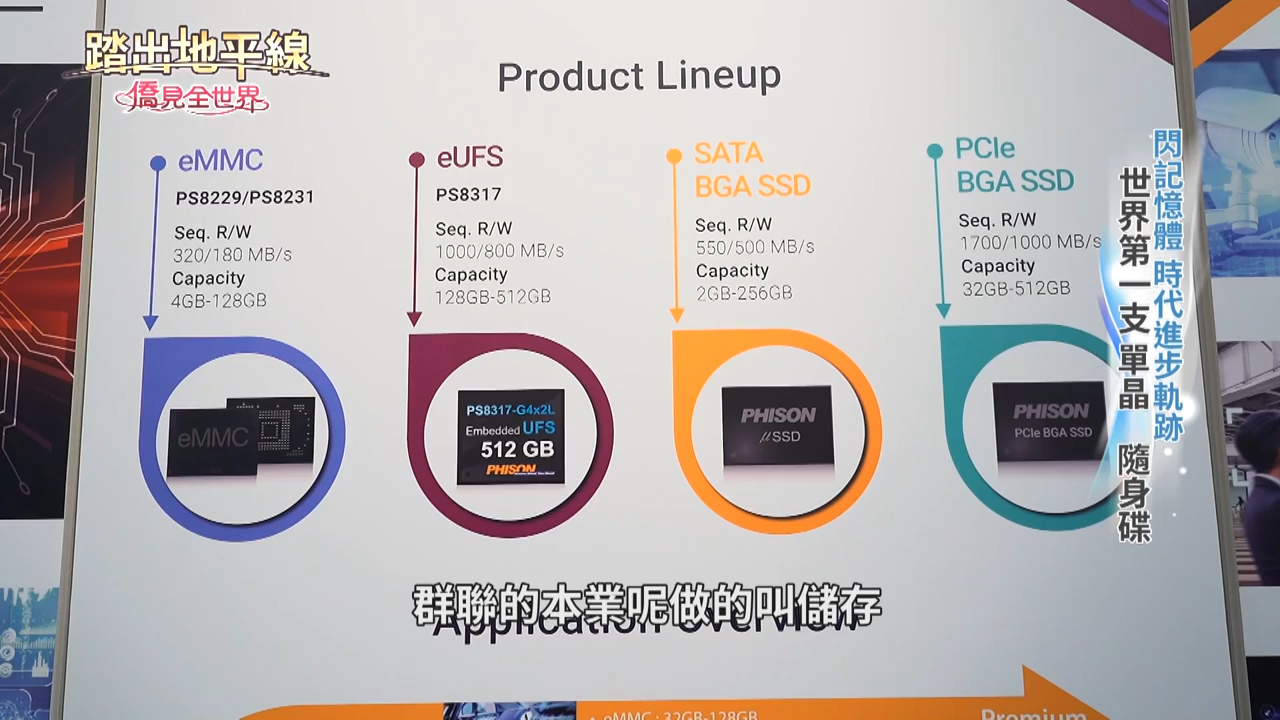 踏出地平線
僑見全世界
Product Lineup
eMMC
PS8229/PS8231
Seq. R/W
320/180 MB/s
Capacity
4GB-128GB
eMMC
eUFS
PS8317
Seq. R/W
1000/800 MB/s
Capacity
128GB-512GB
PS8317-G4x2L
Embedded UFS
512 GB
PHISON
SATA
BGA SSD
Seq. R/W
550/500 MB/s
Capacity
2GB-256GB
PHISON
μSSD
PCIe
BGA SSD
Seq. R/W
1700/1000 MB/s
Capacity
32GB-512GB
PHISON
PCIe BGA SSD
閃記憶體 時代進步軌跡
世界第一支單晶 隨身碟
群聯的本業呢做的叫儲存
Application Overview
• eMMC : 32GB-128GB
Premium